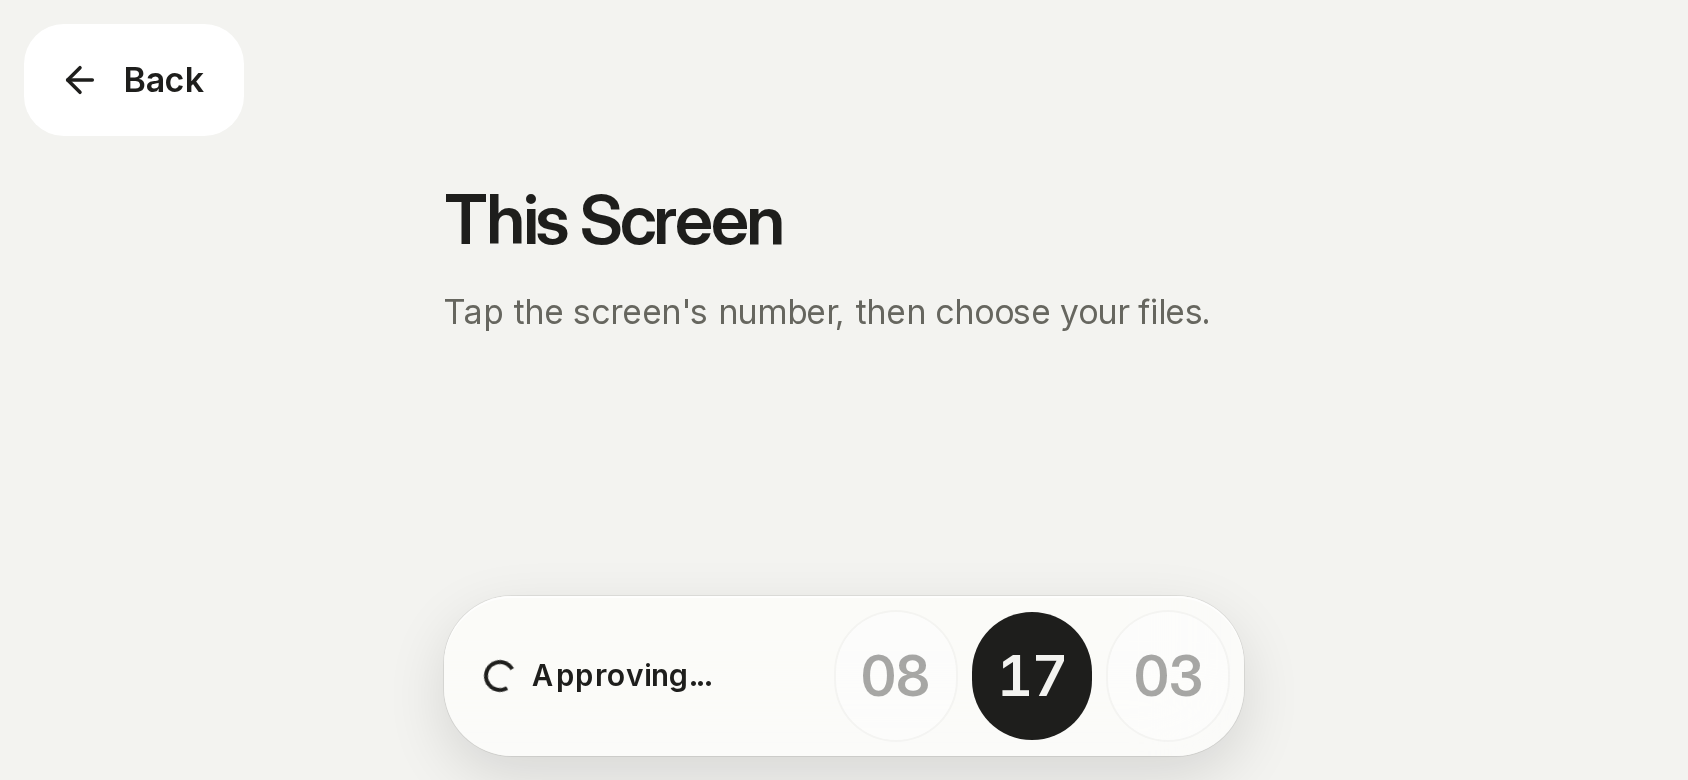 Back
This Screen
Tap the screen's number, then choose your files.
Approving... 08 17 03